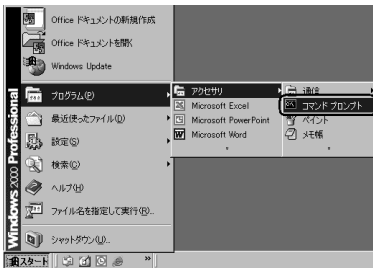 Office ドキュメントの新規作成
Office ドキュメントを開く
Windows Update
プログラム(P)
最近使ったファイル(D)
設定(S)
検索(C)
ヘルプ(H)
ファイル名を指定して実行(R)...
シャットダウン(U)...
Windows 2000 Professional
スタート
»
アクセサリ
Microsoft Excel
Microsoft PowerPoint
Microsoft Word
通信
コマンド プロンプト
ペイント
メモ帳